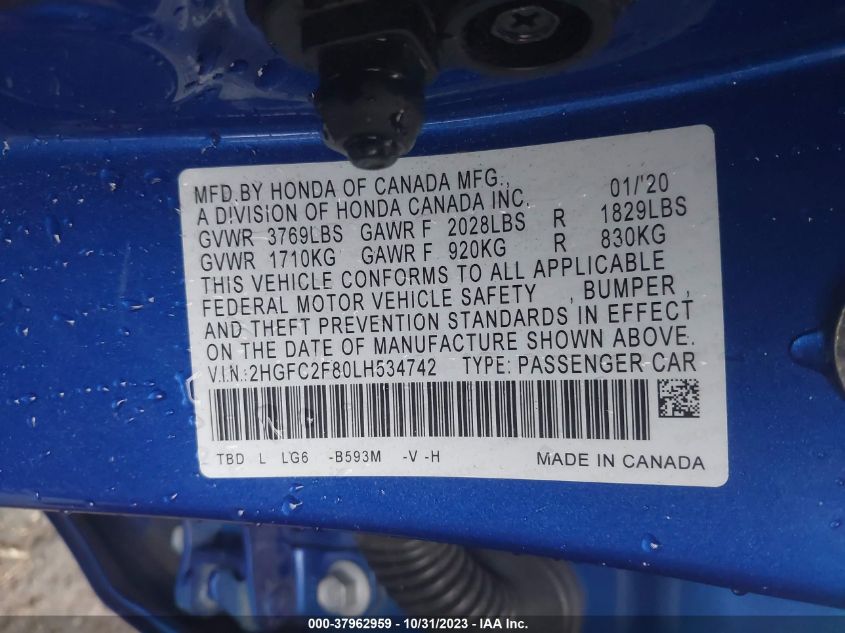 MFD.BY HONDA OF CANADA MFG., 01/'20
A DIVISION OF HONDA CANADA INC.
GVWR 3769LBS GAWR F 2028LBS R 1829LBS
GVWR 1710KG GAWR F 920KG R 830KG
THIS VEHICLE CONFORMS TO ALL APPLICABLE
FEDERAL MOTOR VEHICLE SAFETY , BUMPER ,
AND THEFT PREVENTION STANDARDS IN EFFECT
ON THE DATE OF MANUFACTURE SHOWN ABOVE.
V.I.N.:2HGFC2F80LH534742 TYPE: PASSENGER CAR
TBD L LG6 -B593M -V -H MADE IN CANADA
000-37962959 - 10/31/2023 - IAA Inc.